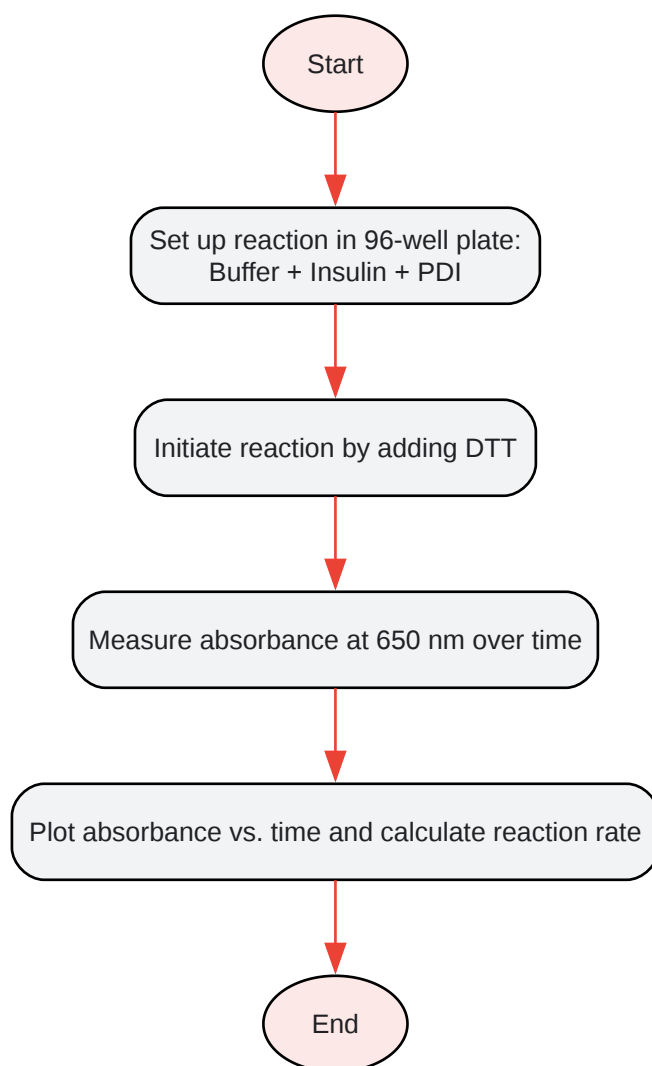 Start
Set up reaction in 96-well plate:
Buffer + Insulin + PDI
Initiate reaction by adding DTT
Measure absorbance at 650 nm over time
Plot absorbance vs. time and calculate reaction rate
End